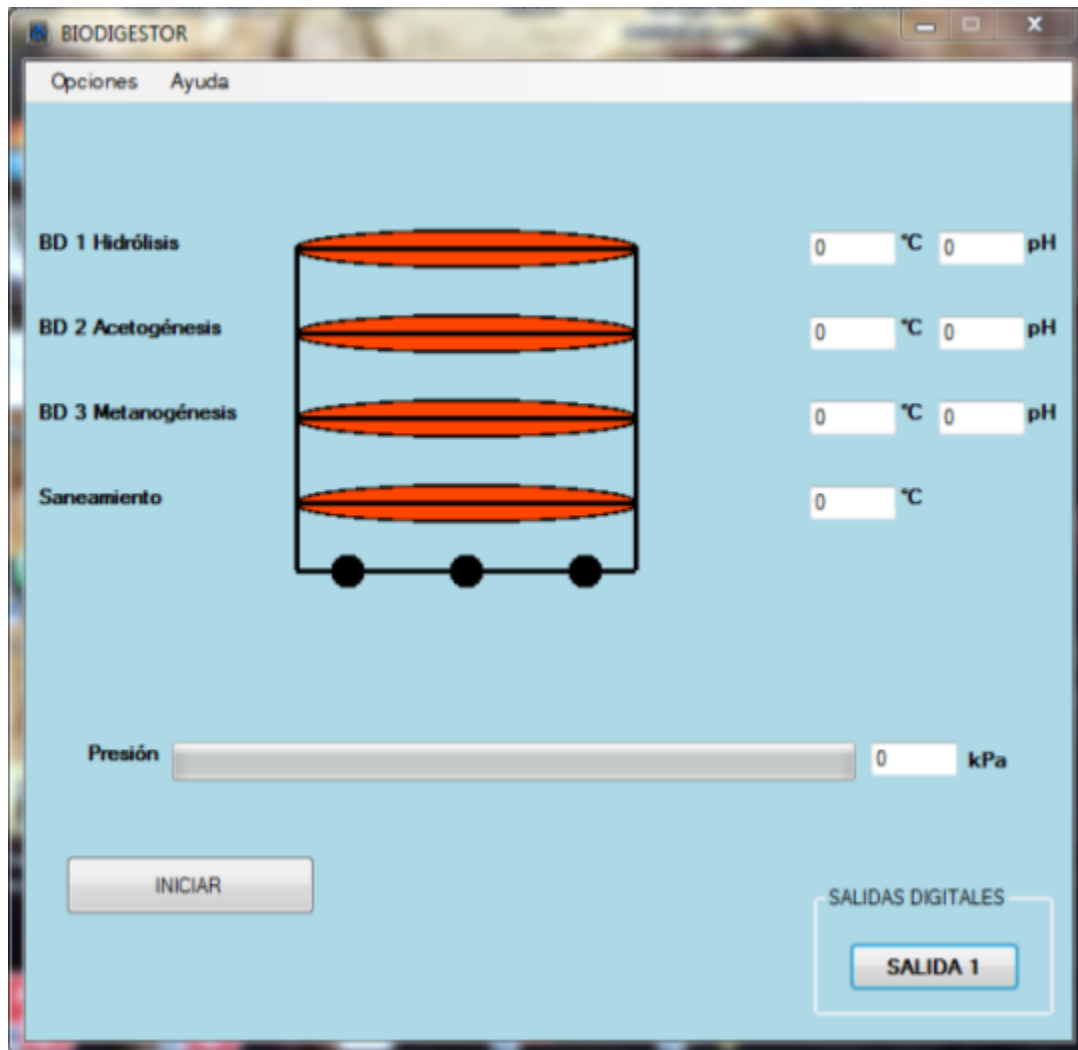 BIODIGESTOR
Opciones Ayuda
BD 1 Hidrólisis 0 °C 0 pH
BD 2 Acetogénesis 0 °C 0 pH
BD 3 Metanogénesis 0 °C 0 pH
Saneamiento 0 °C
Presión 0 kPa
INICIAR
SALIDAS DIGITALES
SALIDA 1